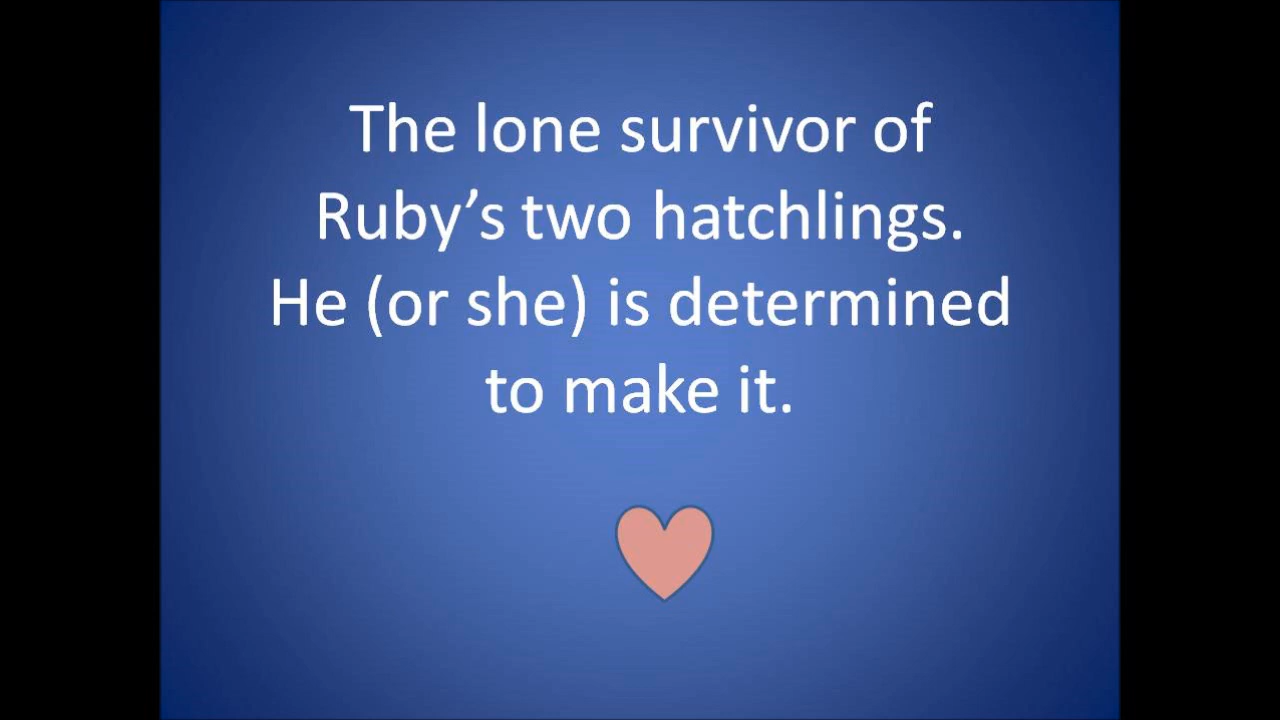 The lone survivor of
Ruby’s two hatchlings.
He (or she) is determined
to make it.